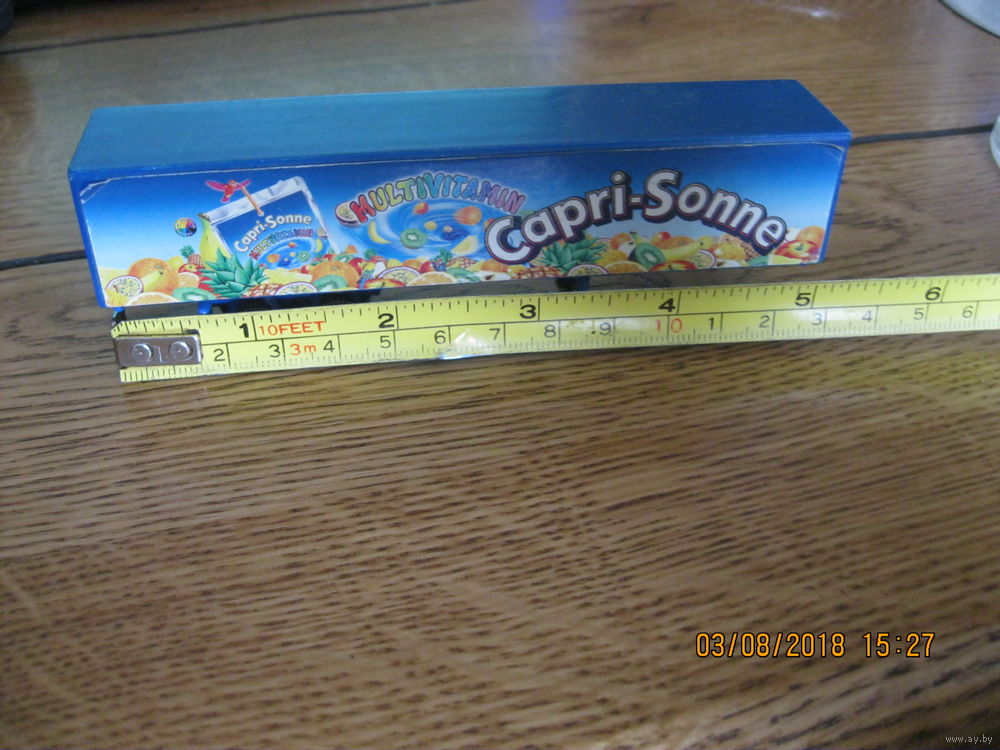 MULTIVITAMIN
Capri-Sonne
Capri-Sonne
MULTIVITAMIN
1 10FEET 2 3 4 5 6
2 3 3m 4 5 6 7 8 9 10 1 2 3 4 5 6
03/08/2018 15:27
www.ay.by